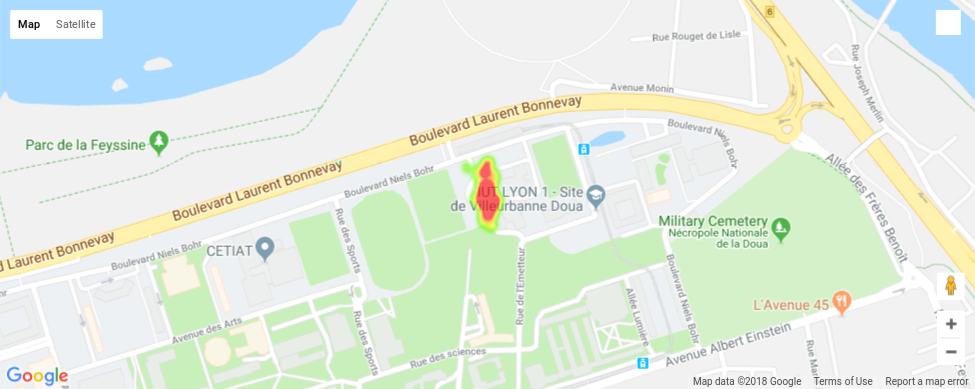 Map Satellite
6
Rue Rouget de Lisle
Rue Joseph Merlin
Avenue Monin
Boulevard Laurent Bonnevay
Boulevard Niels Bohr
Parc de la Feyssine
Boulevard Laurent Bonnevay
Boulevard Niels Bohr
Allée des Frères Benoit
IUT LYON 1 - Site
de Villeurbanne Doua
Rue des Sports
Military Cemetery
Nécropole Nationale
de la Doua
d Laurent Bonnevay
Boulevard Niels Bohr
CETIAT
Rue de l'Emetteur
Boulevard Niels Bohr
Allée Lumière
L'Avenue 45
Avenue des Arts
Rue des Sports
Rue des sciences
Avenue Albert Einstein
Rue Mar
Google
Map data ©2018 Google Terms of Use Report a map error